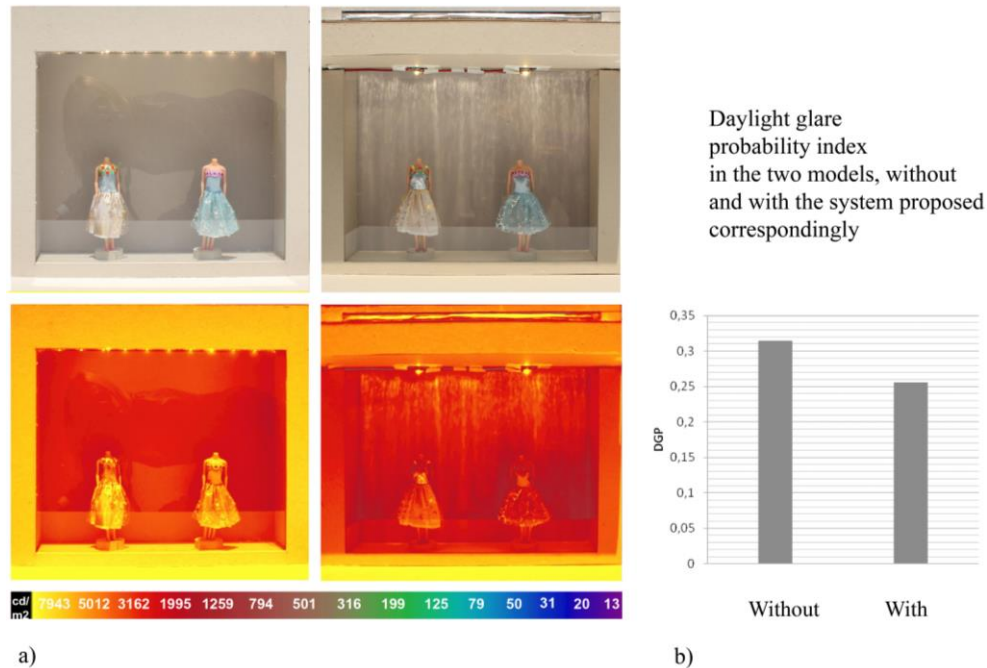 Daylight glare
probability index
in the two models, without
and with the system proposed
correspondingly
0,35
0,3
0,25
0,2
0,15
0,1
0,05
0
DGP
Without With
cd/
m2 7943 5012 3162 1995 1259 794 501 316 199 125 79 50 31 20 13
a) b)